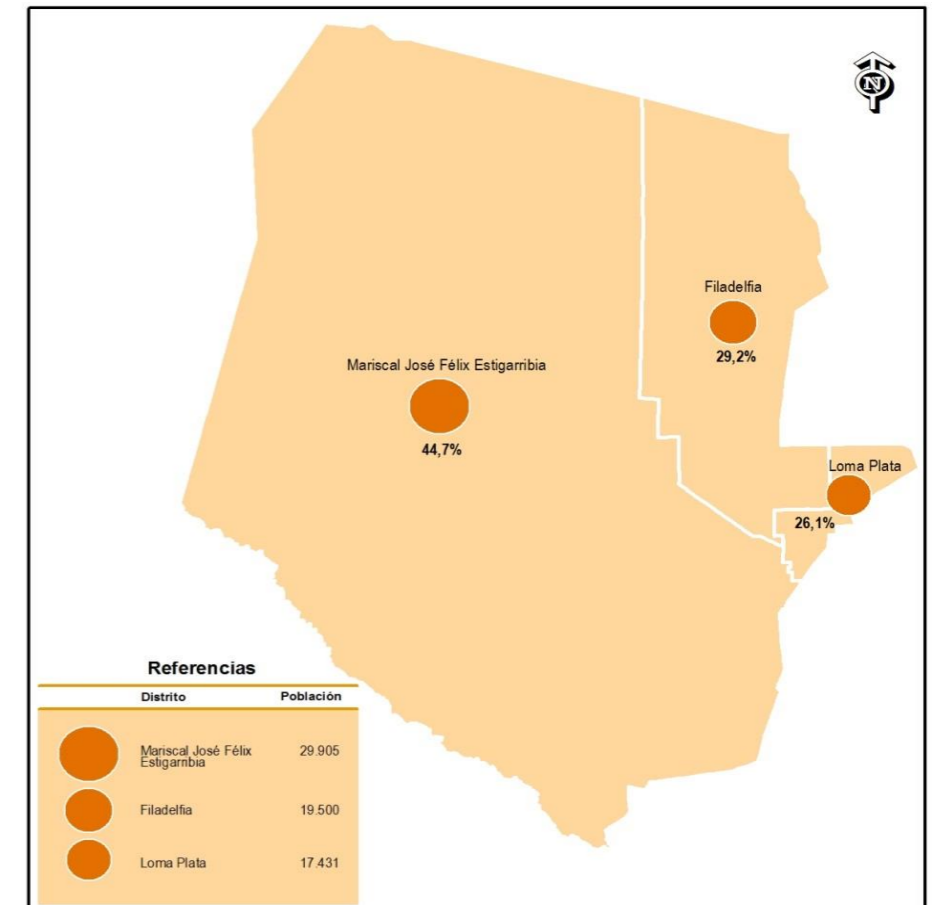 N
Filadelfia
29,2%
Mariscal José Félix Estigarribia
44,7%
Loma Plata
26,1%
Referencias
Distrito Población
Mariscal José Félix
Estigarribia 29.905
Filadelfia 19.500
Loma Plata 17.431